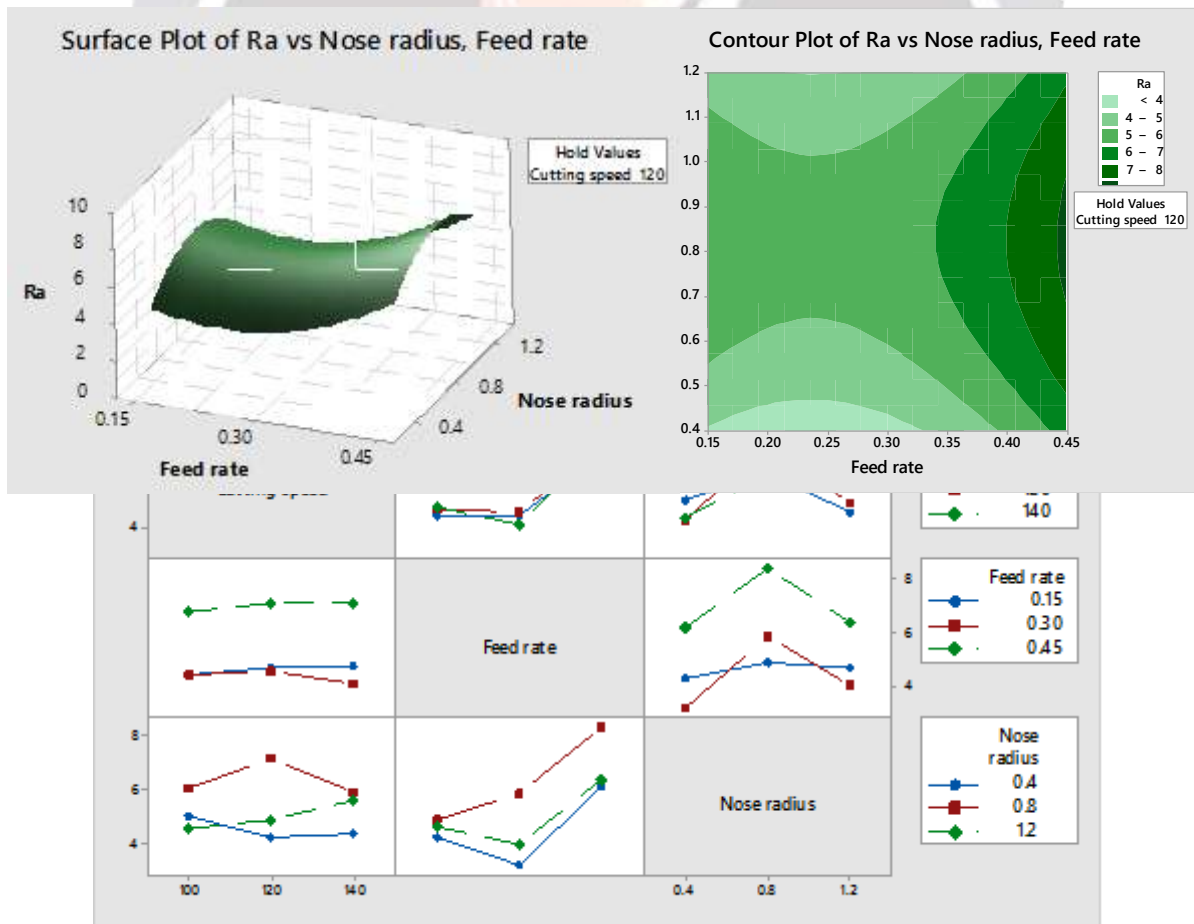 Surface Plot of Ra vs Nose radius, Feed rate
Hold Values
Cutting speed 120
10
8
6
4
2
0
Ra
0.15
0.30
0.45
Feed rate
0.4
0.8
1.2
Nose radius
Contour Plot of Ra vs Nose radius, Feed rate
1.2
1.1
1.0
0.9
0.8
0.7
0.6
0.5
0.4
0.15 0.20 0.25 0.30 0.35 0.40 0.45
Feed rate
Ra
< 4
4 – 5
5 – 6
6 – 7
7 – 8
Hold Values
Cutting speed 120
4
140
Feed rate
8
6
4
Feed rate
0.15
0.30
0.45
8
6
4
Nose radius
Nose
radius
0.4
0.8
1.2
100 120 140
0.4 0.8 1.2